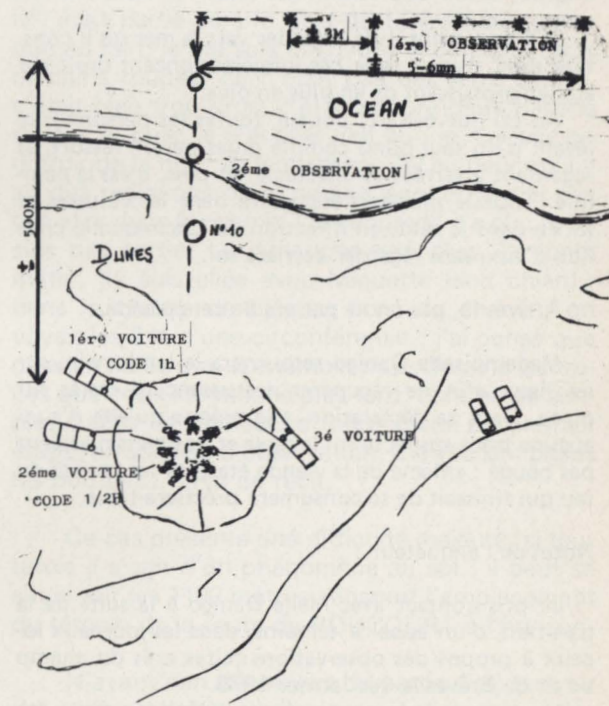 ± 3M
1ére OBSERVATION
± 5-6mn
OCÉAN
2éme OBSERVATION
± 500M
N° 10
DUNES
1éré VOITURE
CODE 1h
3é VOITURE
2éme VOITURE
CODE 1/2H